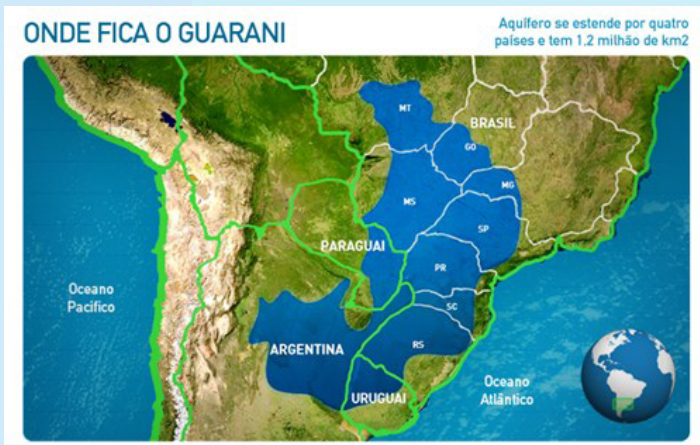 ONDE FICA O GUARANI
Aquífero se estende por quatro
países e tem 1,2 milhão de km2
MT
BRASIL
GO
MG
MS
SP
PARAGUAI
PR
Oceano
Pacífico
SC
ARGENTINA
RS
URUGUAI
Oceano
Atlântico